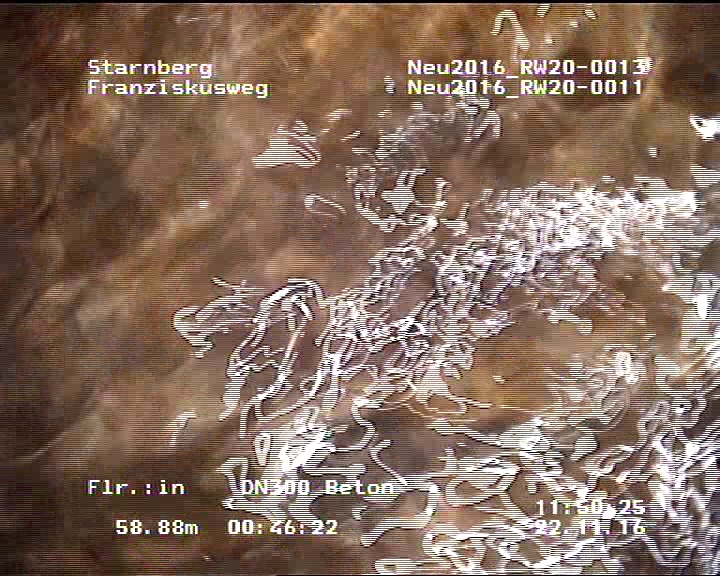 Starnberg
Franziskusweg
Neu2016_RW20-0013
Neu2016_RW20-0011
Flr.:in DN300 Beton
58.88m 00:46:22
11:50:25
22.11.16